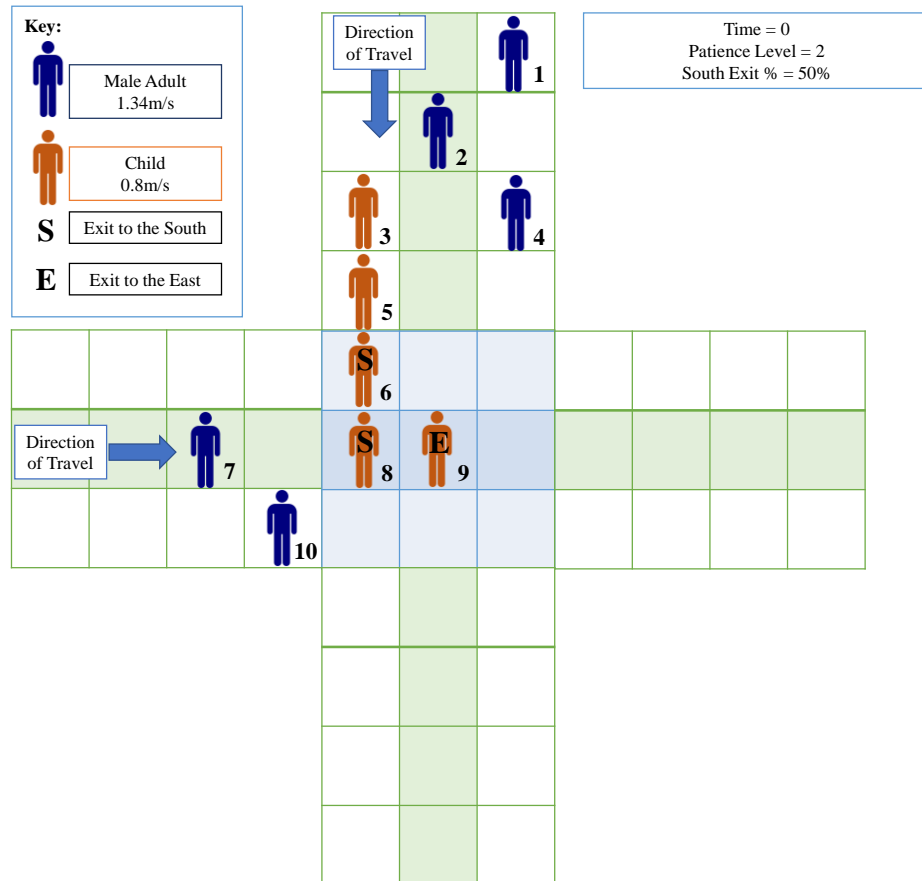 Key:
Male Adult
1.34m/s
Child
0.8m/s
S
Exit to the South
E
Exit to the East
Direction
of Travel
Time = 0
Patience Level = 2
South Exit % = 50%
1
2
3
4
5
S
6
Direction
of Travel
7
S
8
E
9
10